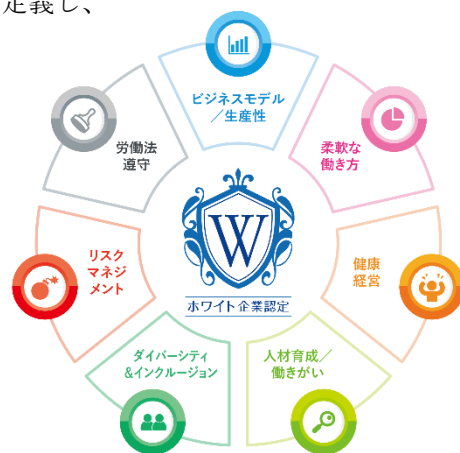 定義し、
ビジネスモデル
／生産性
柔軟な
働き方
健康
経営
人材育成／
働きがい
ダイバーシティ
&インクルージョン
リスク
マネジ
メント
労働法
遵守
W
ホワイト企業認定